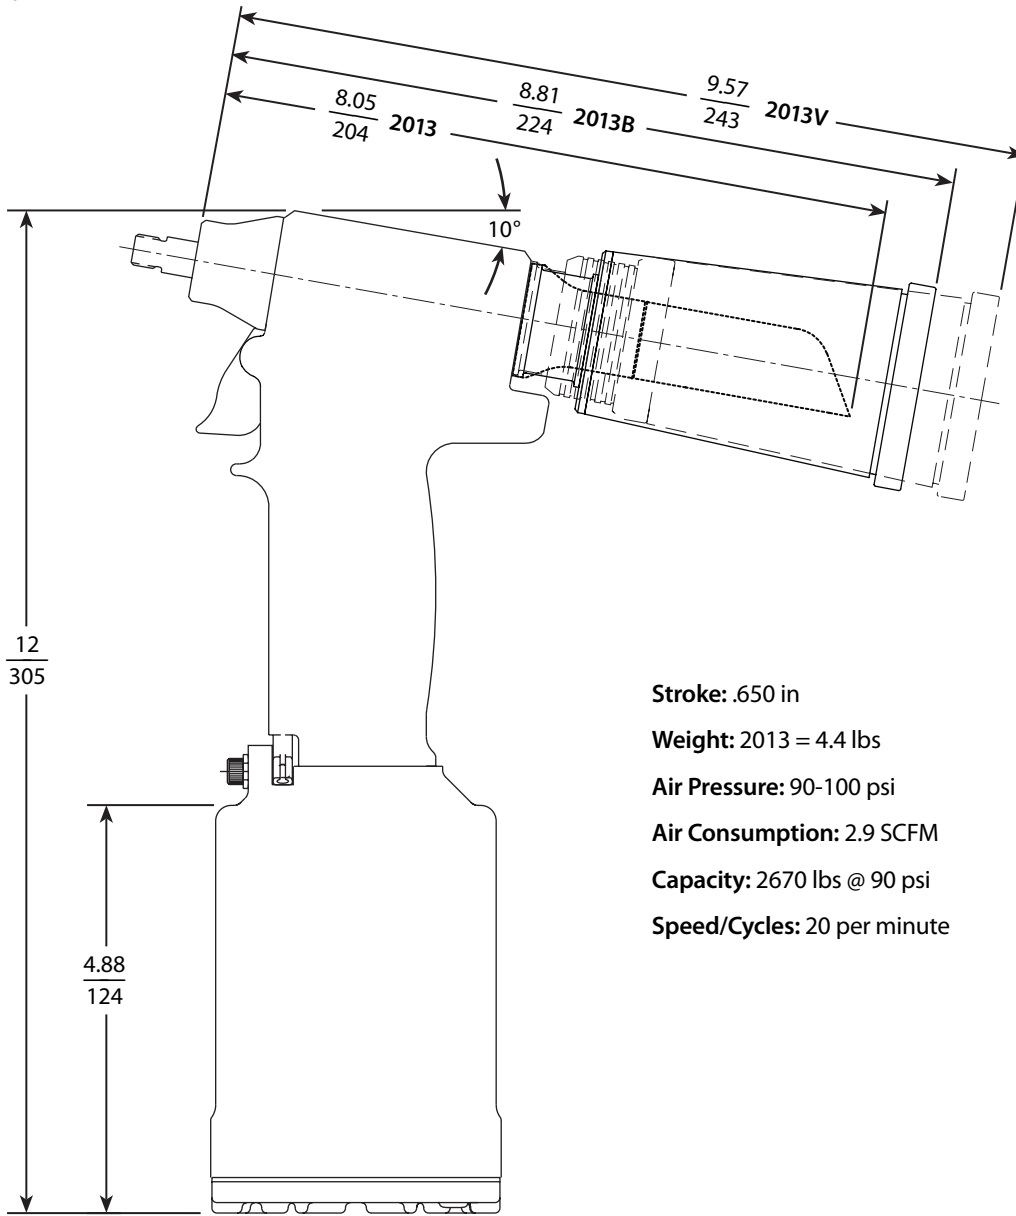 9.57
243 2013V
8.81
224 2013B
8.05
204 2013
10°
12
305
4.88
124
Stroke: .650 in
Weight: 2013 = 4.4 lbs
Air Pressure: 90-100 psi
Air Consumption: 2.9 SCFM
Capacity: 2670 lbs @ 90 psi
Speed/Cycles: 20 per minute